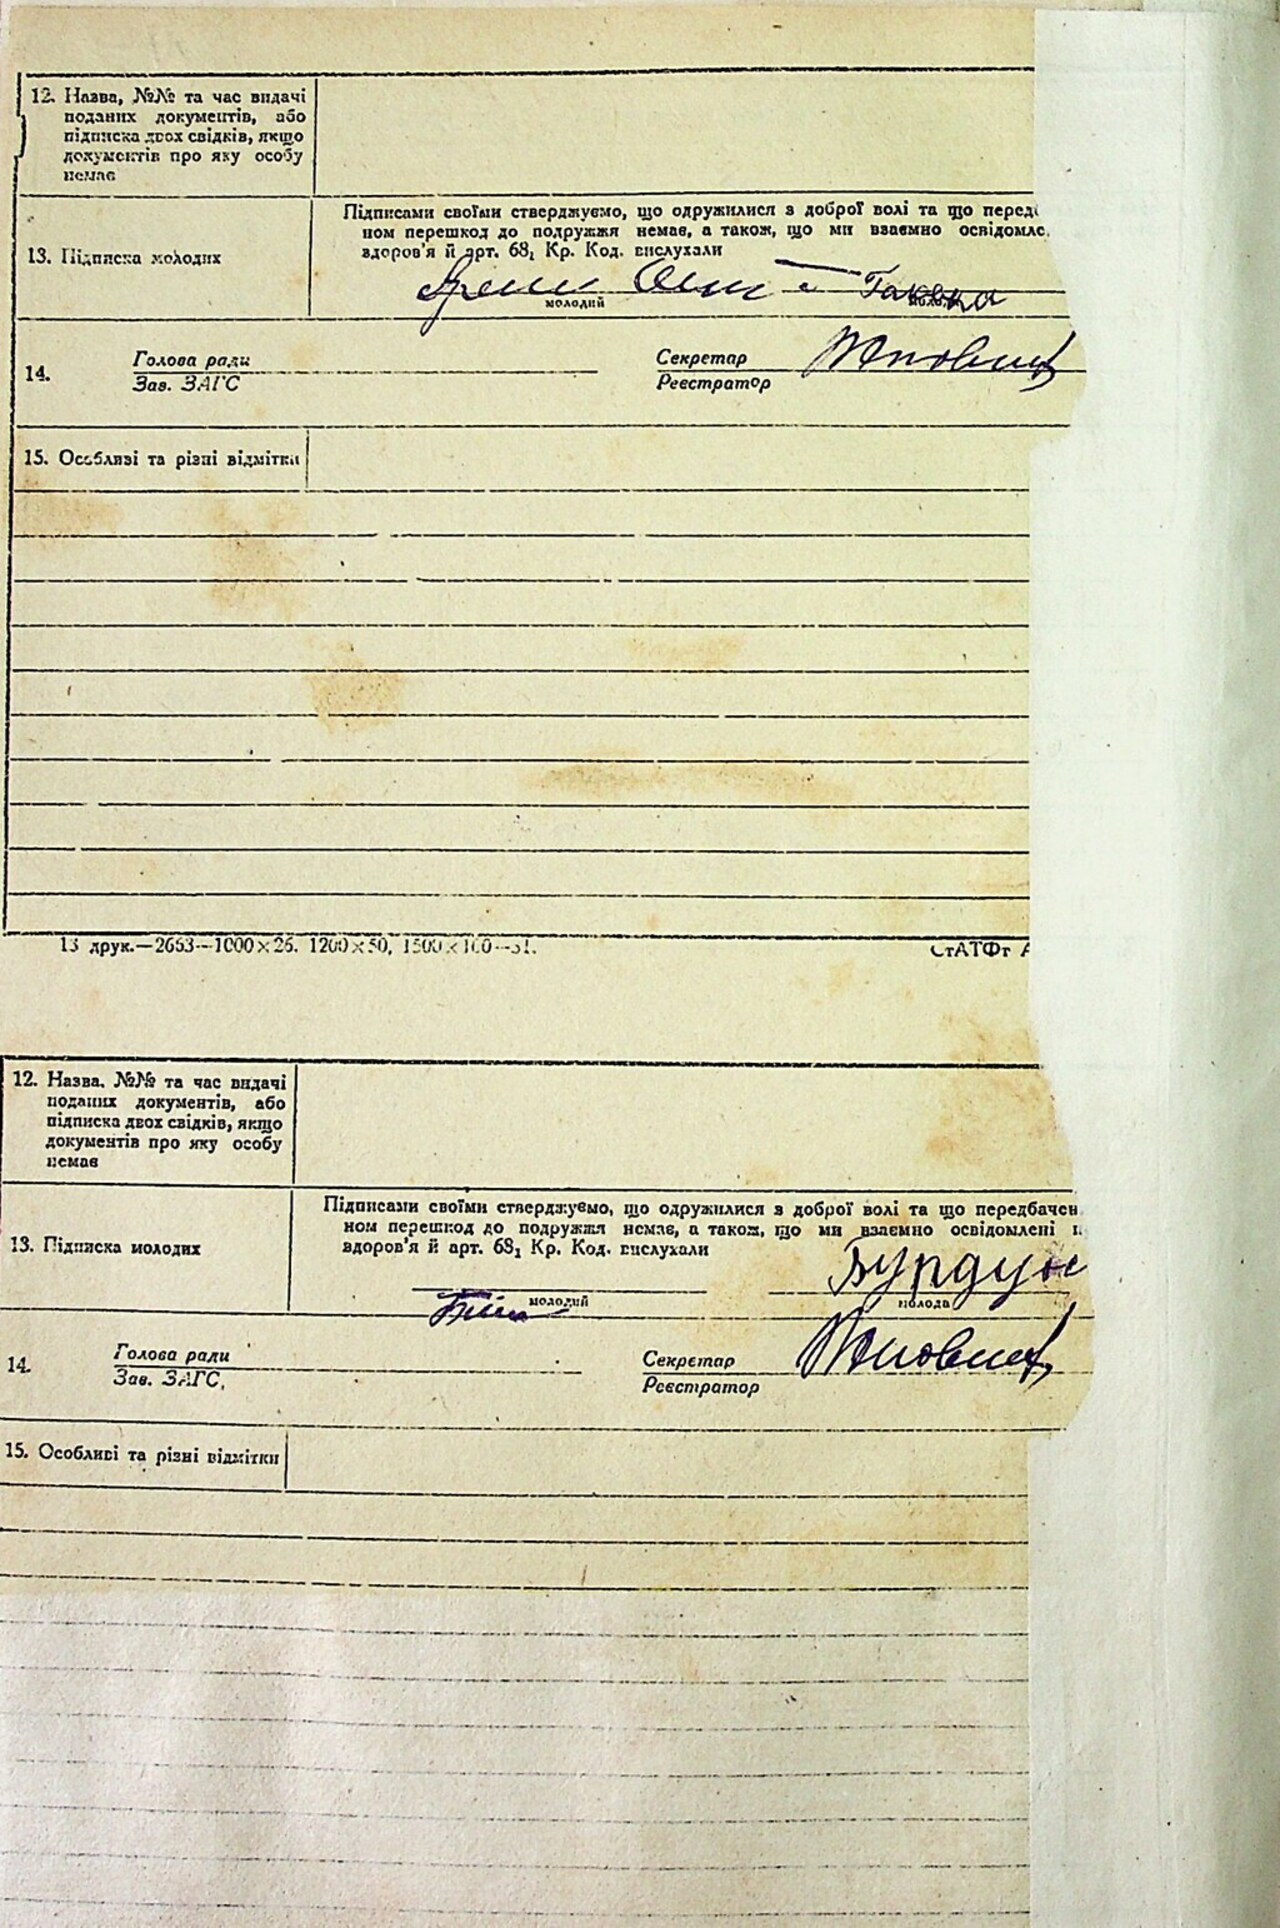 12. Назва, №№ та час видачі
поданих документів, або
підписка двох свідків, якщо
документів про яку особу
немає
Підписами своїми стверджуємо, що одружилися з доброї волі та що перед
ном перешкод до подружжя немає, а також, що ми взаємно освідомле
13. Підписка молодих
здоров'я й арт. 68₁ Кр. Код. вислухали
молодий
14.
Голова ради
Зав. ЗАГС
Секретар
Реєстратор
15. Особливі та різні відмітки
13 друк.—2653—1000×26. 1200×50, 1500×100—31.
СтАТФт А
12. Назва. №№ та час видачі
поданих документів, або
підписка двох свідків, якщо
документів про яку особу
немає
Підписами своїми стверджуємо, що одружилися з доброї волі та що передбачен
ном перешкод до подружжя немає, а також, що ми взаємно освідомлені п
13. Підписка молодих
здоров'я й арт. 68₁ Кр. Код. вислухали
Бурдун
молодий
молода
14.
Голова ради
Зав. ЗАГС,
Секретар
Реєстратор
15. Особливі та різні відмітки